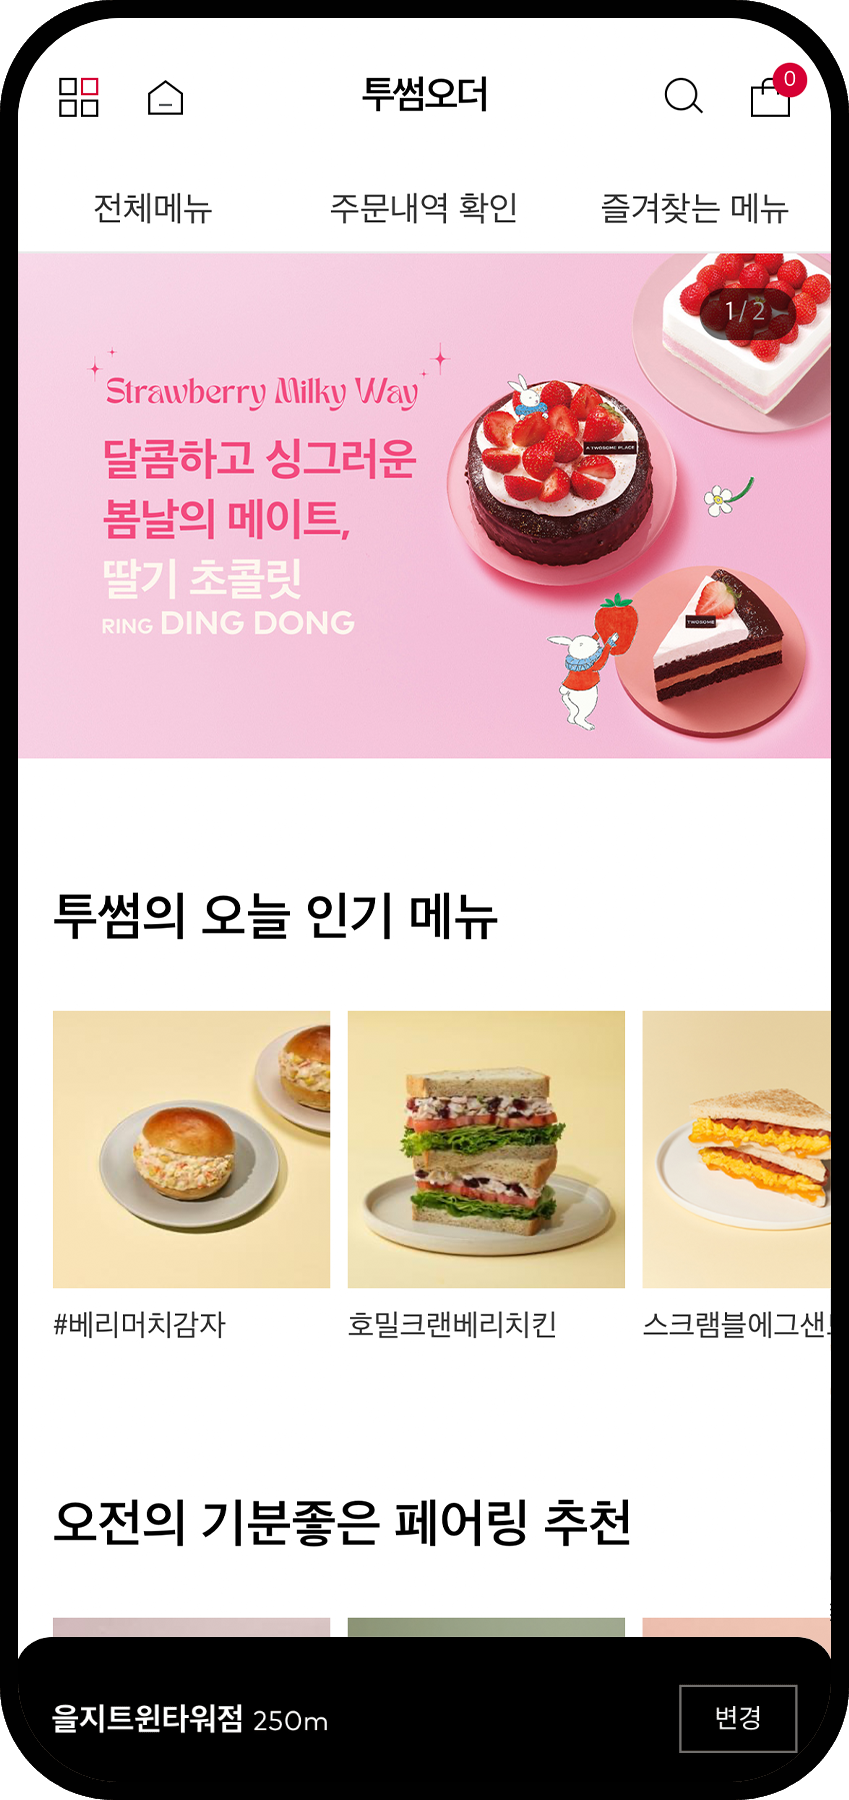 투썸오더
0
전체메뉴
주문내역 확인
즐겨찾는 메뉴
1/2
Strawberry Milky Way
달콤하고 싱그러운
봄날의 메이트,
딸기 초콜릿
RING DING DONG
A TWOSOME PLACE
TWOSOME
투썸의 오늘 인기 메뉴
#베리머치감자
호밀크랜베리치킨
스크램블에그샌
오전의 기분좋은 페어링 추천
을지트윈타워점 250m
변경